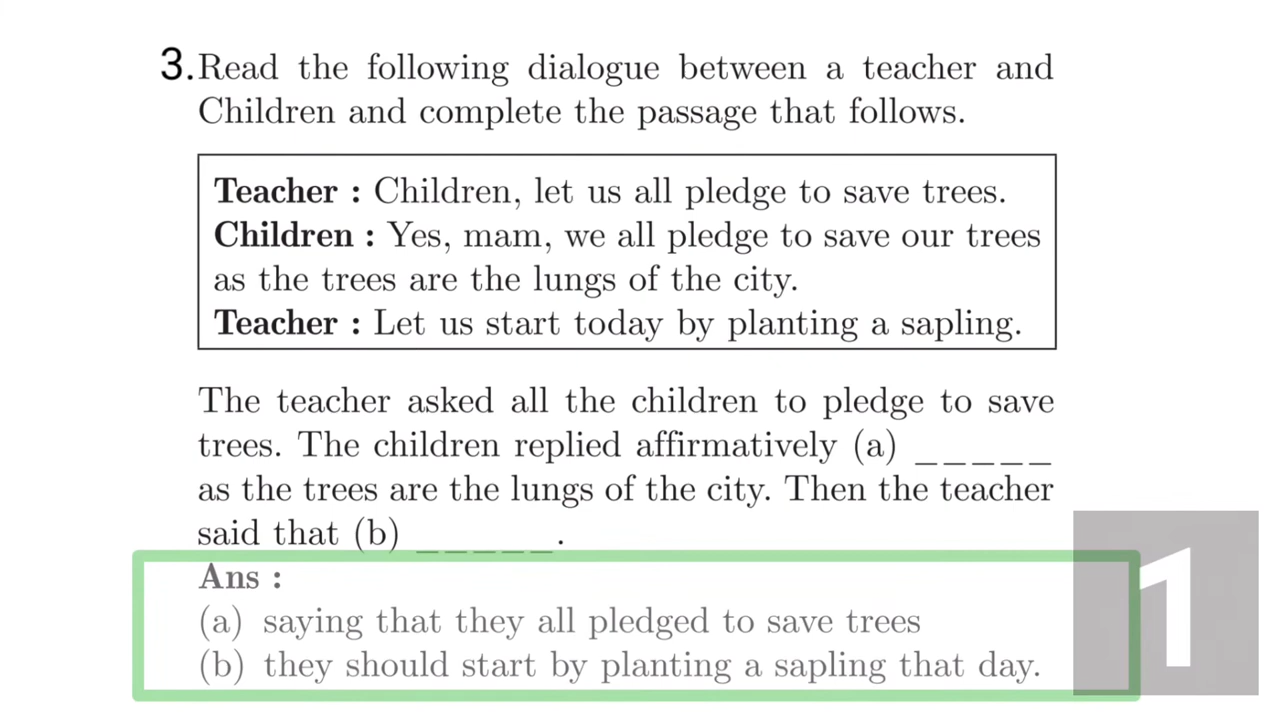 3. Read the following dialogue between a teacher and
Children and complete the passage that follows.
Teacher : Children, let us all pledge to save trees.
Children : Yes, mam, we all pledge to save our trees
as the trees are the lungs of the city.
Teacher : Let us start today by planting a sapling.
The teacher asked all the children to pledge to save
trees. The children replied affirmatively (a) _____
as the trees are the lungs of the city. Then the teacher
said that (b) _____.
Ans :
(a) saying that they all pledged to save trees
(b) they should start by planting a sapling that day.
1